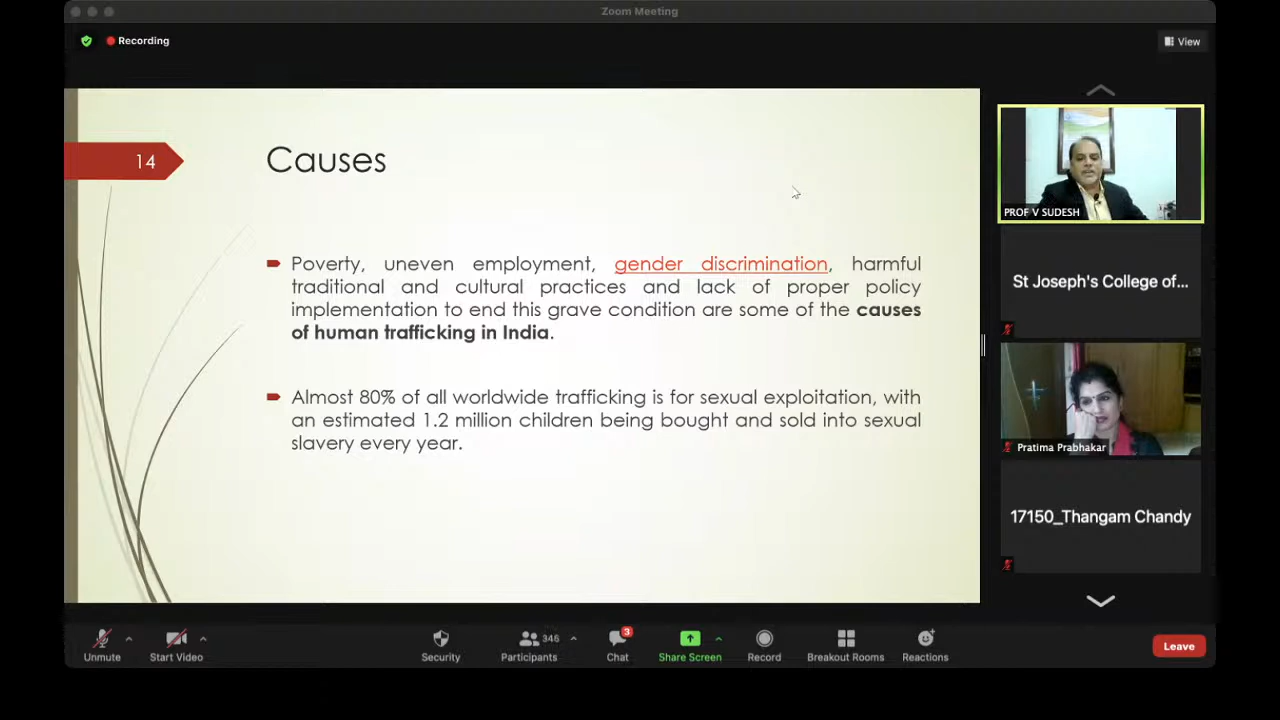 Zoom Meeting
Recording
View
14
Causes
Poverty, uneven employment, gender discrimination, harmful
traditional and cultural practices and lack of proper policy
implementation to end this grave condition are some of the causes
of human trafficking in India.
Almost 80% of all worldwide trafficking is for sexual exploitation, with
an estimated 1.2 million children being bought and sold into sexual
slavery every year.
PROF V SUDESH
St Joseph's College of...
Pratima Prabhakar
17150_Thangam Chandy
Unmute
Start Video
Security
Participants
346
Chat
3
Share Screen
Record
Breakout Rooms
Reactions
Leave